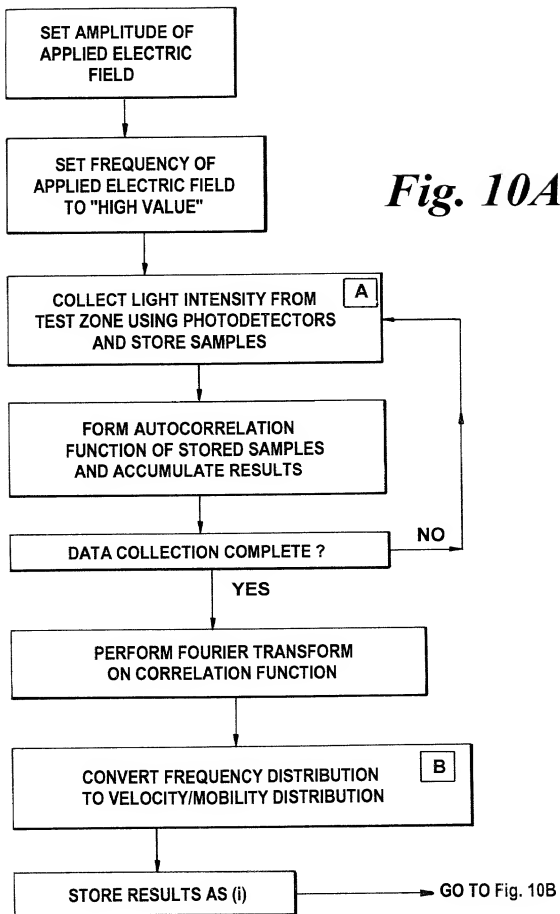 SET AMPLITUDE OF
APPLIED ELECTRIC
FIELD
SET FREQUENCY OF
APPLIED ELECTRIC FIELD
TO "HIGH VALUE"
Fig. 10A
A
COLLECT LIGHT INTENSITY FROM
TEST ZONE USING PHOTODETECTORS
AND STORE SAMPLES
FORM AUTOCORRELATION
FUNCTION OF STORED SAMPLES
AND ACCUMULATE RESULTS
DATA COLLECTION COMPLETE ?
NO
YES
PERFORM FOURIER TRANSFORM
ON CORRELATION FUNCTION
B
CONVERT FREQUENCY DISTRIBUTION
TO VELOCITY/MOBILITY DISTRIBUTION
STORE RESULTS AS (i)
GO TO Fig. 10B